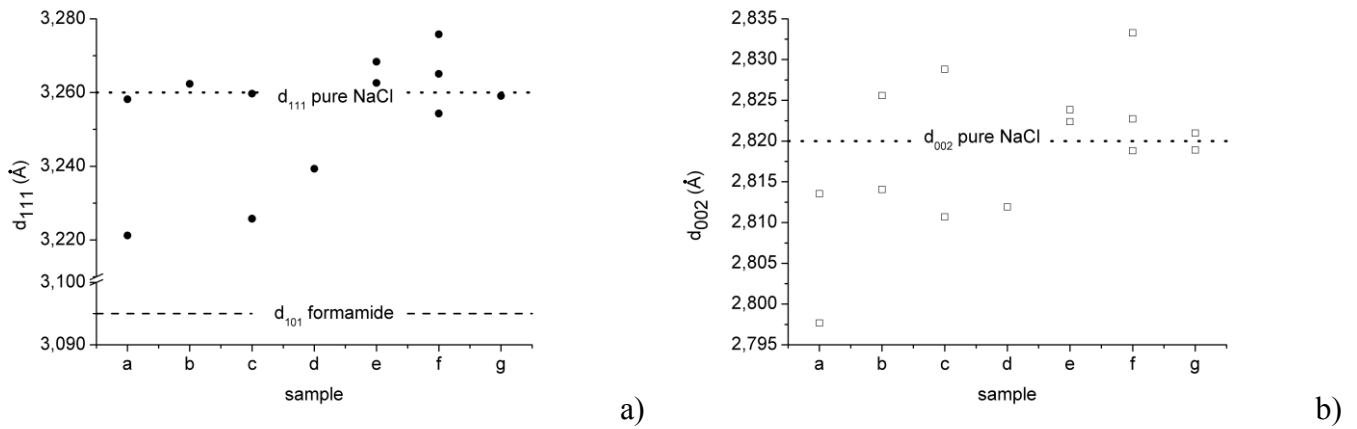 3,280
3,260
3,240
3,220
3,100
3,090
d111 (Å)
d111 pure NaCl
d101 formamide
a b c d e f g
sample
a)
2,835
2,830
2,825
2,820
2,815
2,810
2,805
2,800
2,795
d002 (Å)
d002 pure NaCl
a b c d e f g
sample
b)